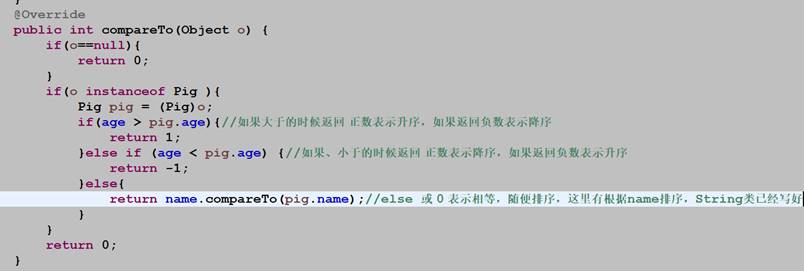 }
@Override
public int compareTo(Object o) {
if(o==null){
return 0;
}
if(o instanceof Pig ){
Pig pig = (Pig)o;
if(age > pig.age){//如果大于的时候返回 正数表示升序，如果返回负数表示降序
return 1;
}else if (age < pig.age) {//如果、小于的时候返回 正数表示降序，如果返回负数表示升序
return -1;
}else{
return name.compareTo(pig.name);//else 或 0 表示相等，随便排序，这里有根据name排序，String类已经写好
}
}
return 0;
}